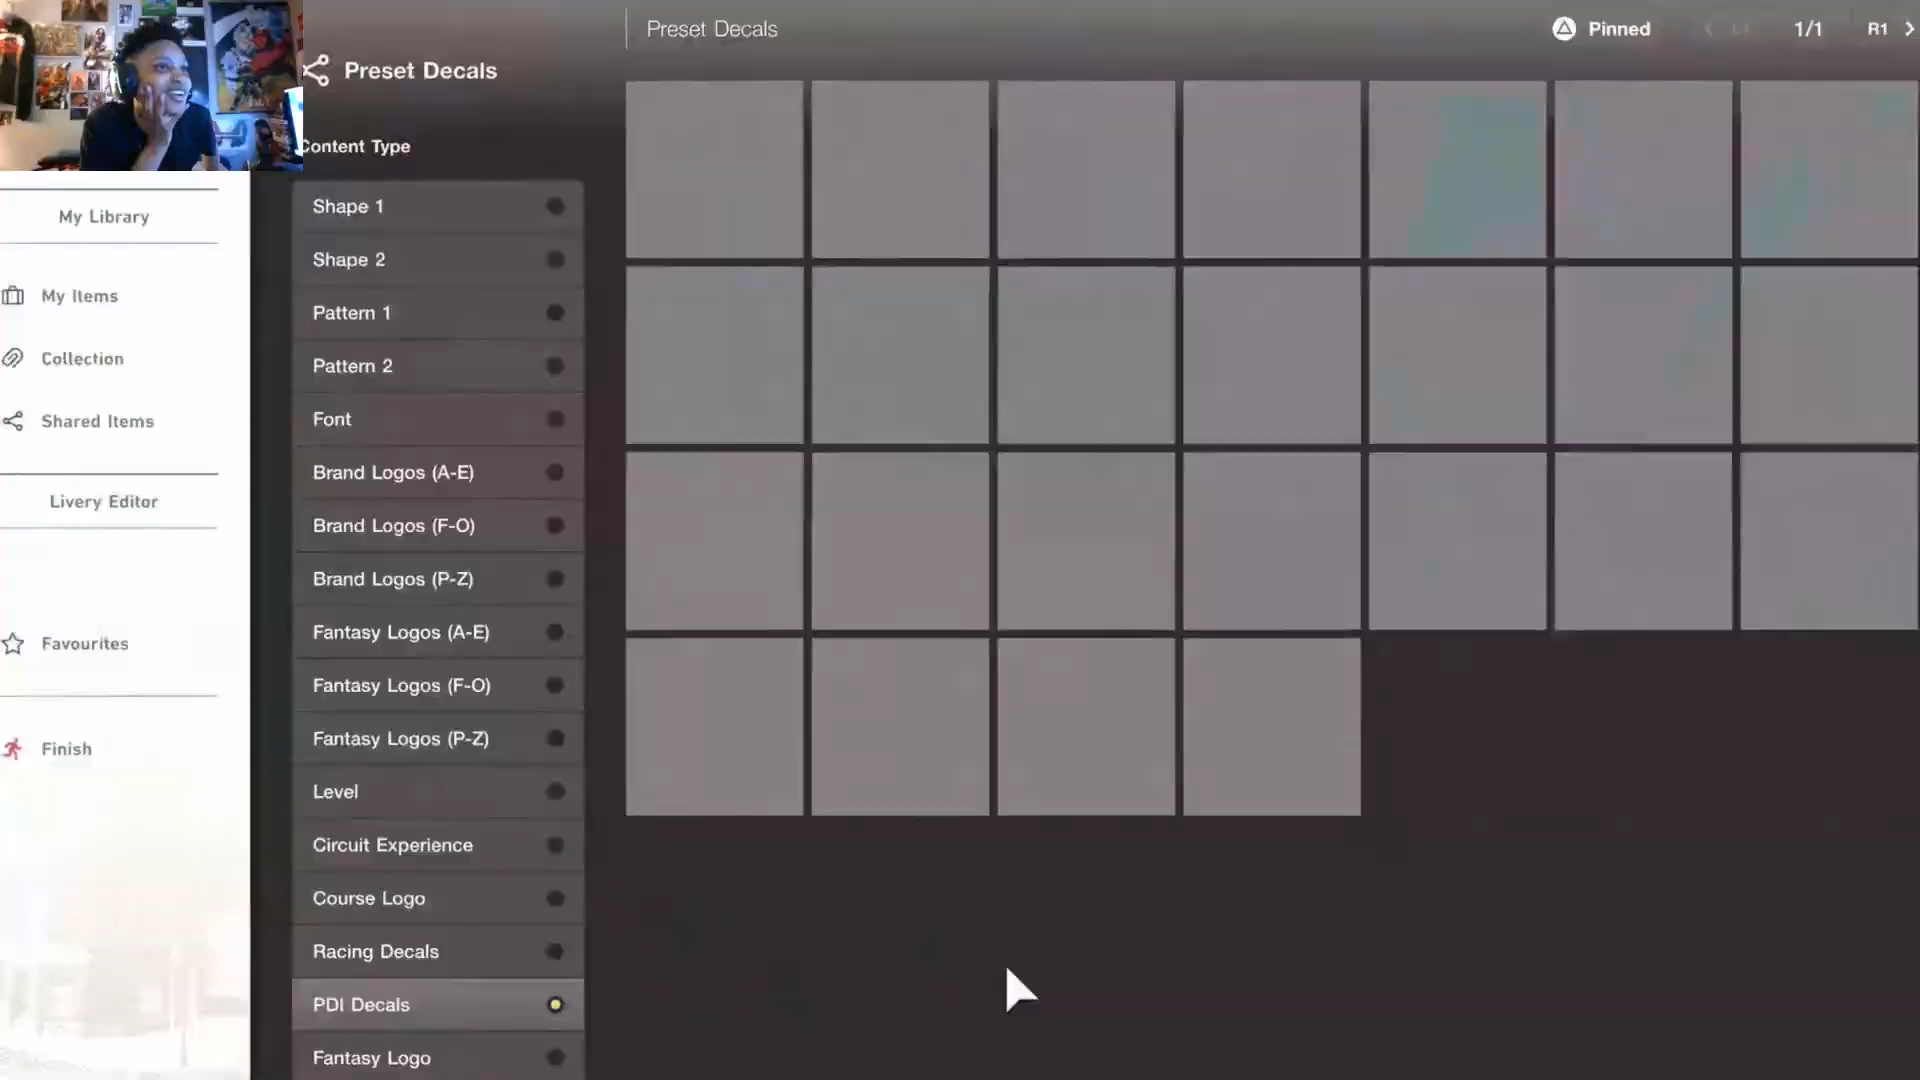 Preset Decals
Pinned
1/1
R1
Preset Decals
Content Type
Shape 1
Shape 2
Pattern 1
Pattern 2
Font
Brand Logos (A-E)
Brand Logos (F-O)
Brand Logos (P-Z)
Fantasy Logos (A-E)
Fantasy Logos (F-O)
Fantasy Logos (P-Z)
Level
Circuit Experience
Course Logo
Racing Decals
PDI Decals
Fantasy Logo
My Library
My Items
Collection
Shared Items
Livery Editor
Favourites
Finish